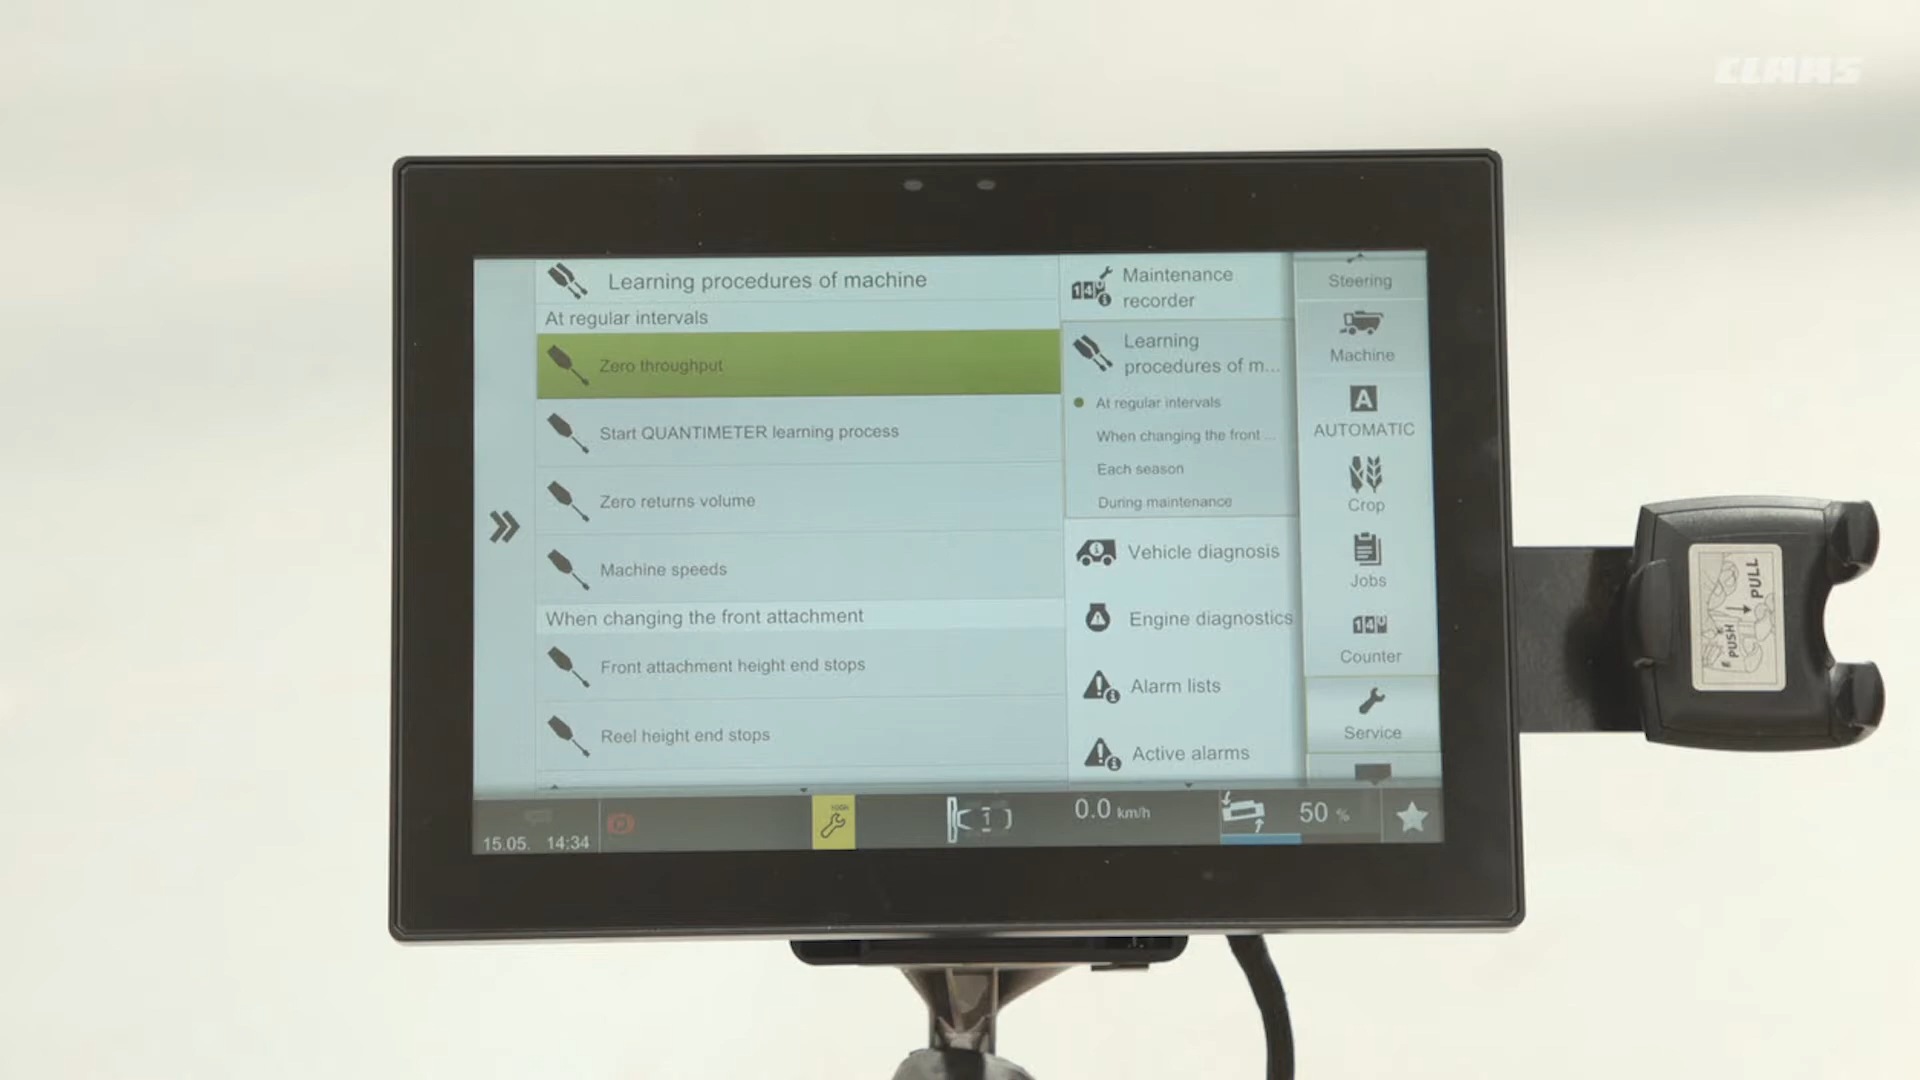 CLAAS
Learning procedures of machine
At regular intervals
Zero throughput
Start QUANTIMETER learning process
Zero returns volume
Machine speeds
When changing the front attachment
Front attachment height end stops
Reel height end stops
Maintenance
recorder
Learning
procedures of m...
At regular intervals
When changing the front ...
Each season
During maintenance
Vehicle diagnosis
Engine diagnostics
Alarm lists
Active alarms
Steering
Machine
A
AUTOMATIC
Crop
Jobs
Counter
Service
15.05. 14:34
P
100h
1
0.0 km/h
50 %
PUSH
PULL